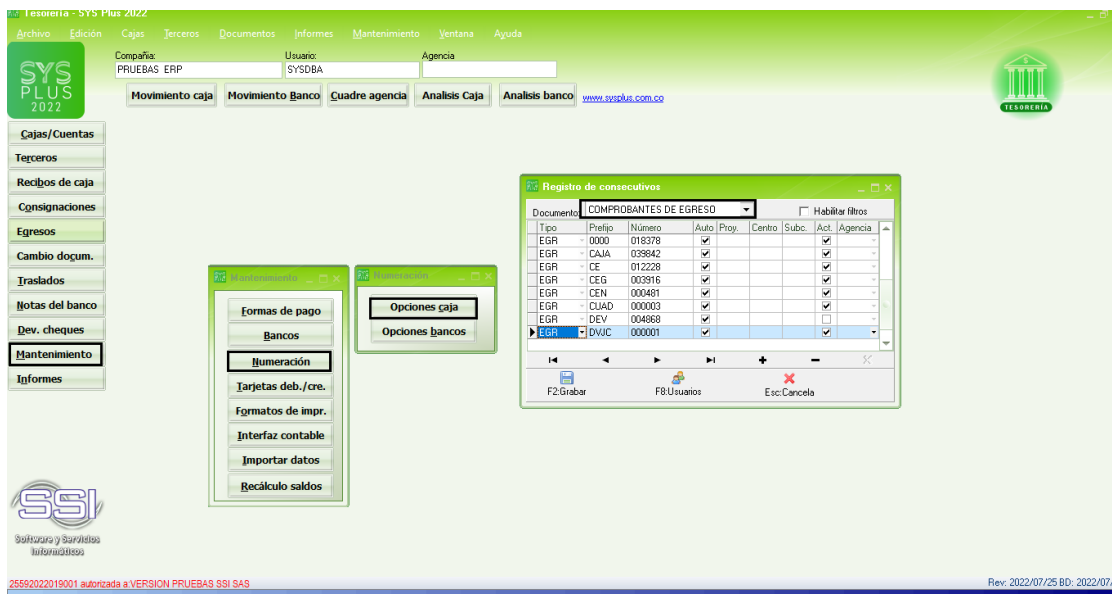 Tesorería - SYS Plus 2022
Archivo Edición Cajas Terceros Documentos Informes Mantenimiento Ventana Ayuda
Compañia: Usuario: Agencia
PRUEBAS ERP SYSDBA
SYS
PLUS
2022
Movimiento caja Movimiento Banco Cuadre agencia Analisis Caja Analisis banco www.sysplus.com.co
TESORERIA
Cajas/Cuentas
Terceros
Recibos de caja
Consignaciones
Egresos
Cambio docum.
Traslados
Notas del banco
Dev. cheques
Mantenimiento
Informes
Mantenimiento
Formas de pago
Bancos
Numeración
Tarjetas deb./cre.
Formatos de impr.
Interfaz contable
Importar datos
Recálculo saldos
Numeración
Opciones caja
Opciones bancos
Registro de consecutivos
Documento: COMPROBANTES DE EGRESO Habilitar filtros
Tipo Prefijo Número Auto Proy. Centro Subc. Act. Agencia
EGR 0000 018378
EGR CAJA 039842
EGR CE 012228
EGR CEG 003916
EGR CEN 000481
EGR CUAD 000003
EGR DEV 004868
EGR DVJC 000001
F2:Grabar F8:Usuarios Esc:Cancela
SSI
Software y Servicios
Informáticos
25592022019001 autorizada a:VERSION PRUEBAS SSI SAS
Rev: 2022/07/25 BD: 2022/07/